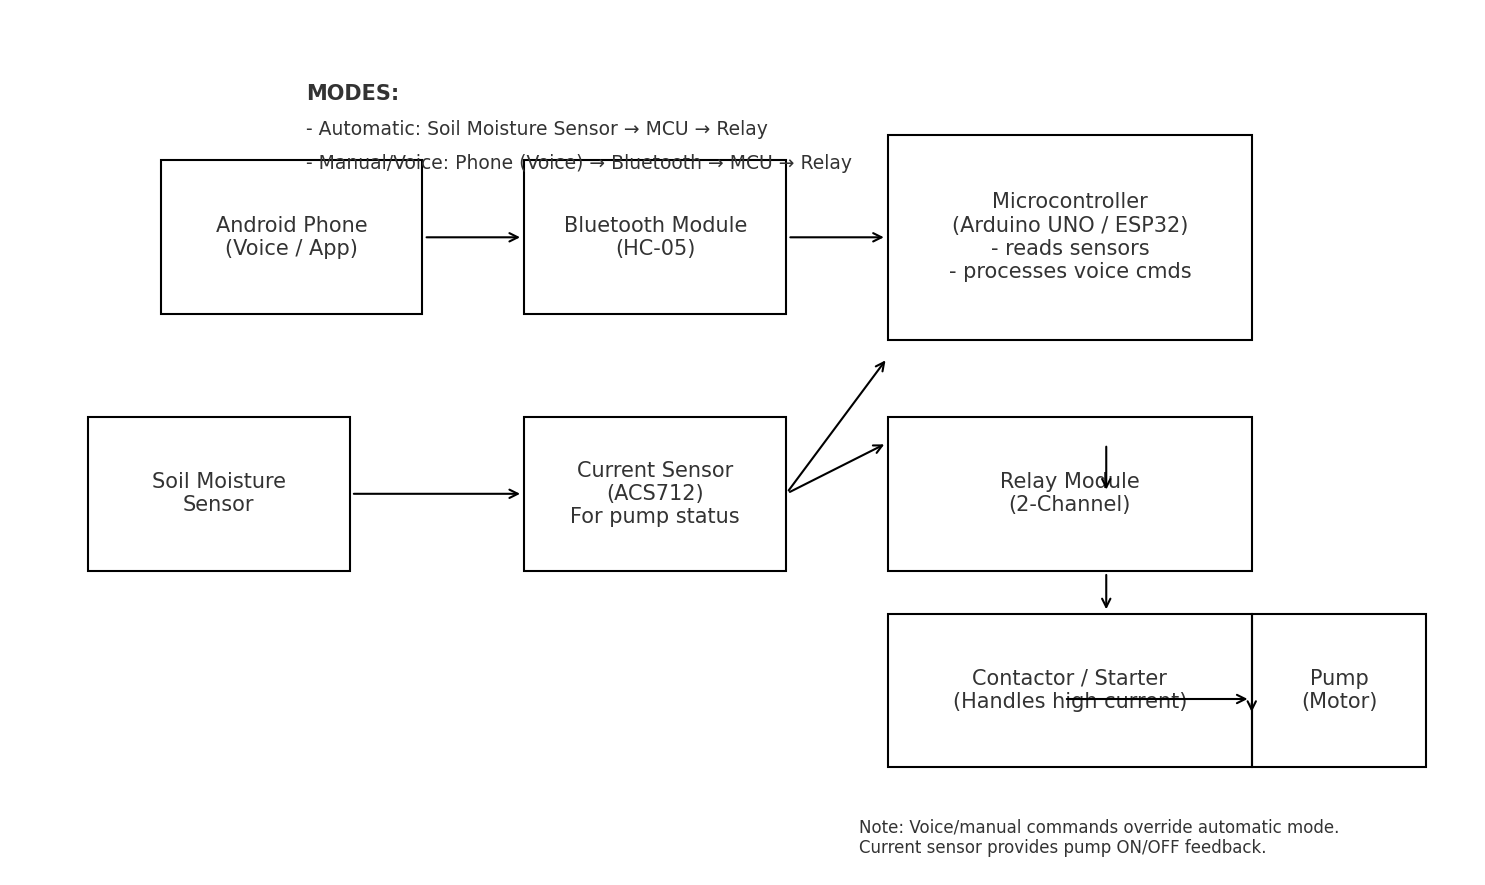 MODES:
- Automatic: Soil Moisture Sensor → MCU → Relay
- Manual/Voice: Phone (Voice) → Bluetooth → MCU → Relay
Android Phone
(Voice / App)
Bluetooth Module
(HC-05)
Microcontroller
(Arduino UNO / ESP32)
- reads sensors
- processes voice cmds
Soil Moisture
Sensor
Current Sensor
(ACS712)
For pump status
Relay Module
(2-Channel)
Contactor / Starter
(Handles high current)
Pump
(Motor)
Note: Voice/manual commands override automatic mode.
Current sensor provides pump ON/OFF feedback.